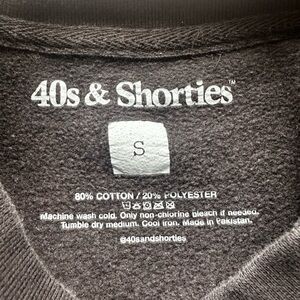 40s & Shorties™
S
80% COTTON / 20% POLYESTER
Machine wash cold. Only non-chlorine bleach if needed.
Tumble dry medium. Cool iron. Made in Pakistan.
@40sandshorties